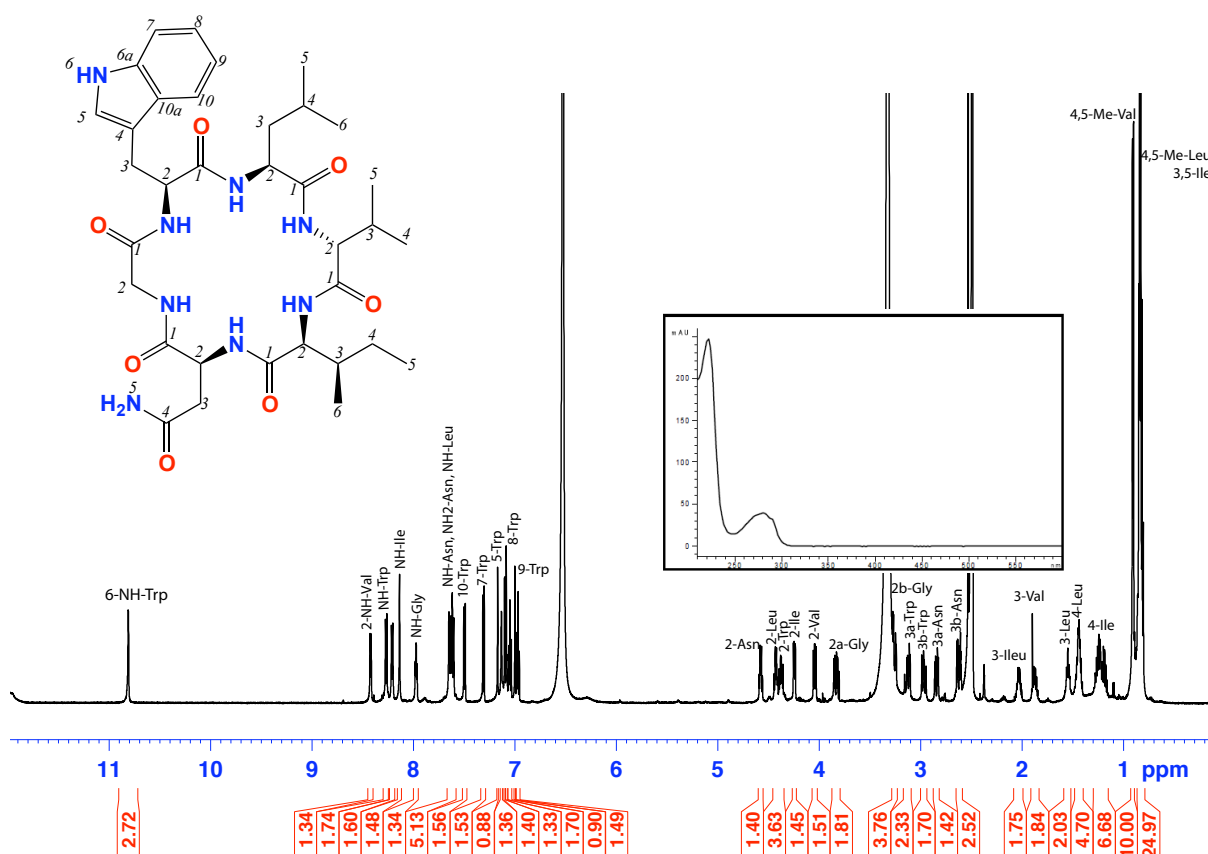 7
8
6a
6
HN
9
10
10a
5
4
3
2
1
O
5
4
3
6
O
2
1
N
H
5
NH
O
1
NH
2
3
4
2
1
O
NH
HN
4
H
N
1
2
3
5
O
1
2
O
6
5
H2N
4
3
O
4,5-Me-Val
4,5-Me-Leu
3,5-Ile
mAU
200
150
100
50
0
250
300
350
400
450
500
550
nm
6-NH-Trp
2-NH-Val
NH-Trp
NH-Ile
NH-Gly
NH-Asn, NH2-Asn, NH-Leu
10-Trp
7-Trp
5-Trp
8-Trp
9-Trp
2-Asn
2-Leu
2-Trp
2-Ile
2-Val
2a-Gly
2b-Gly
3a-Trp
3b-Trp
3a-Asn
3b-Asn
3-Ileu
3-Val
3-Leu
4-Leu
4-Ile
11 10 9 8 7 6 5 4 3 2 1 ppm
2.72
1.34
1.74
1.60
1.48
1.34
5.13
1.56
1.53
0.88
1.36
1.40
1.33
1.70
0.90
1.49
1.40
3.63
1.45
1.51
1.81
3.76
2.33
1.70
1.42
2.52
1.75
1.84
2.03
4.70
6.68
10.00
24.97